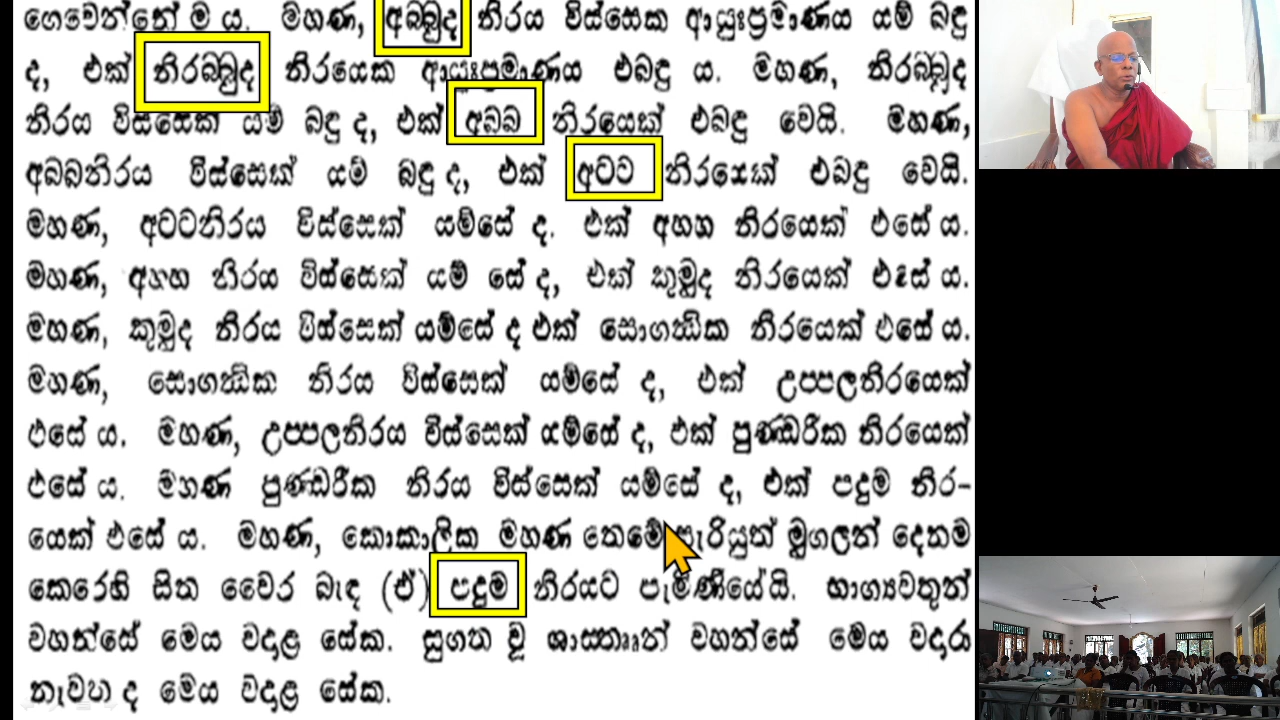 ගෙවෙන්නේ ම ය. මහණ, අබ්බුද නිරය විස්සෙක ආයුඃප්‍රමාණය යම් බඳු
ද, එක් නිරබ්බුද නිරයෙක ආයුඃප්‍රමාණය එබඳු ය. මහණ, නිරබ්බුද
නිරය විස්සෙක් යම් බඳු ද, එක් අබබ නිරයෙක් එබඳු වෙයි. මහණ,
අබබනිරය විස්සෙක් යම් බඳු ද, එක් අටට නිරයෙක් එබඳු වෙයි.
මහණ, අටටනිරය විස්සෙක් යම්සේ ද. එක් අහහ නිරයෙක් එසේ ය.
මහණ, අහහ නිරය විස්සෙක් යම් සේ ද, එක් කුමුද නිරයෙක් එසේ ය.
මහණ, කුමුද නිරය විස්සෙක් යම්සේ ද එක් සොගන්‍ධික නිරයෙක් එසේ ය.
මහණ, සොගන්‍ධික නිරය විස්සෙක් යම්සේ ද, එක් උප්පලනිරයෙක්
එසේ ය. මහණ, උප්පලනිරය විස්සෙක් යම්සේ ද, එක් පුණ්ඩරීක නිරයෙක්
එසේ ය. මහණ පුණ්ඩරීක නිරය විස්සෙක් යම්සේ ද, එක් පදුම නිර-
යෙක් එසේ ය. මහණ, කොකාලික මහණ තෙමේ සැරියුත් මුගලන් දෙනම
කෙරෙහි සිත වෛර බැඳ (ඒ) පදුම නිරයට පැමිණියේයි. භාග්‍යවතුන්
වහන්සේ මෙය වදාළ සේක. සුගත වූ ශාස්තෲන් වහන්සේ මෙය වදාරා
නැවත ද මෙය වදාළ සේක.